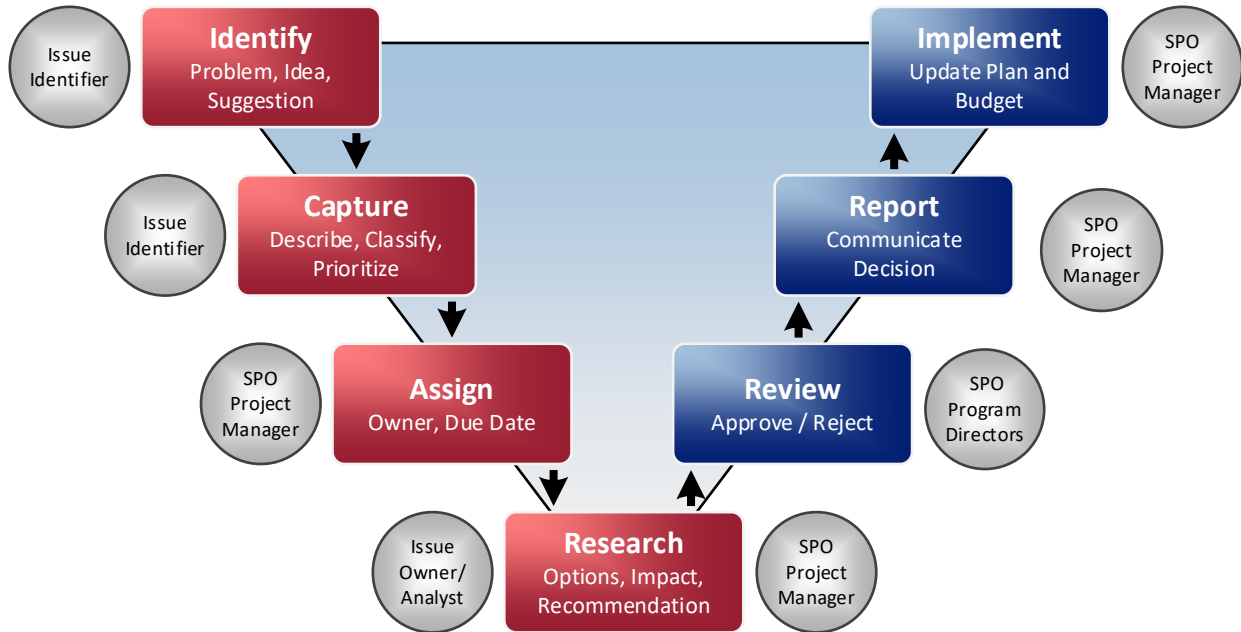 Issue
Identifier
Identify
Problem, Idea,
Suggestion
Implement
Update Plan and
Budget
SPO
Project
Manager
Issue
Identifier
Capture
Describe, Classify,
Prioritize
Report
Communicate
Decision
SPO
Project
Manager
SPO
Project
Manager
Assign
Owner, Due Date
Review
Approve / Reject
SPO
Program
Directors
Issue
Owner/
Analyst
Research
Options, Impact,
Recommendation
SPO
Project
Manager